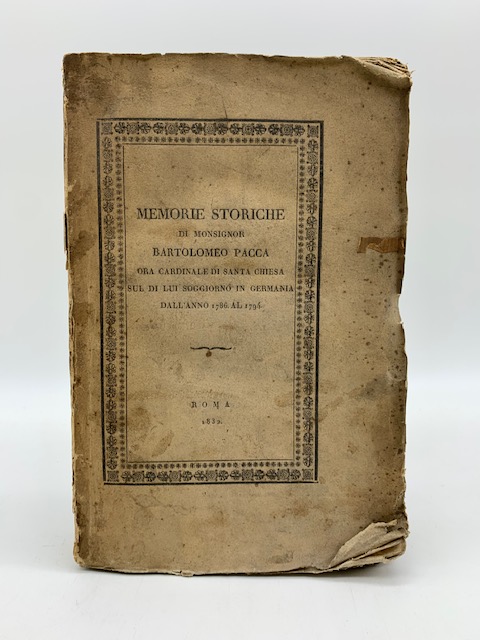 MEMORIE STORICHE
DI MONSIGNOR
BARTOLOMEO PACCA
ORA CARDINALE DI SANTA CHIESA
SUL DI LUI SOGGIORNO IN GERMANIA
DALL'ANNO 1786. AL 1794.
ROMA
1832.